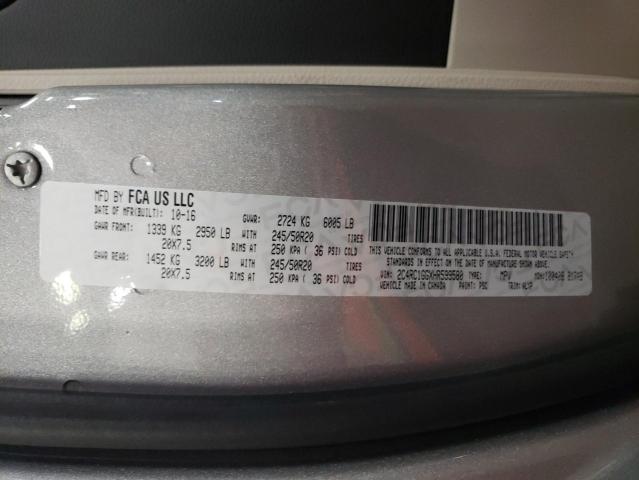 MFD BY FCA US LLC
DATE OF MFR(BUILT): 10-16 GVWR: 2724 KG 6005 LB
GAWR FRONT: 1339 KG 2950 LB WITH 245/50R20 TIRES
20X7.5 RIMS AT 250 KPA ( 36 PSI) COLD
GAWR REAR: 1452 KG 3200 LB WITH 245/50R20 TIRES
20X7.5 RIMS AT 250 KPA ( 36 PSI) COLD
THIS VEHICLE CONFORMS TO ALL APPLICABLE U.S.A. FEDERAL MOTOR VEHICLE SAFETY
STANDARDS IN EFFECT ON THE DATE OF MANUFACTURE SHOWN ABOVE.
VIN: 2C4RC1GGXHR599580 TYPE: MPV MDH:
VEHICLE MADE IN CANADA PAINT: PSC TRIM: